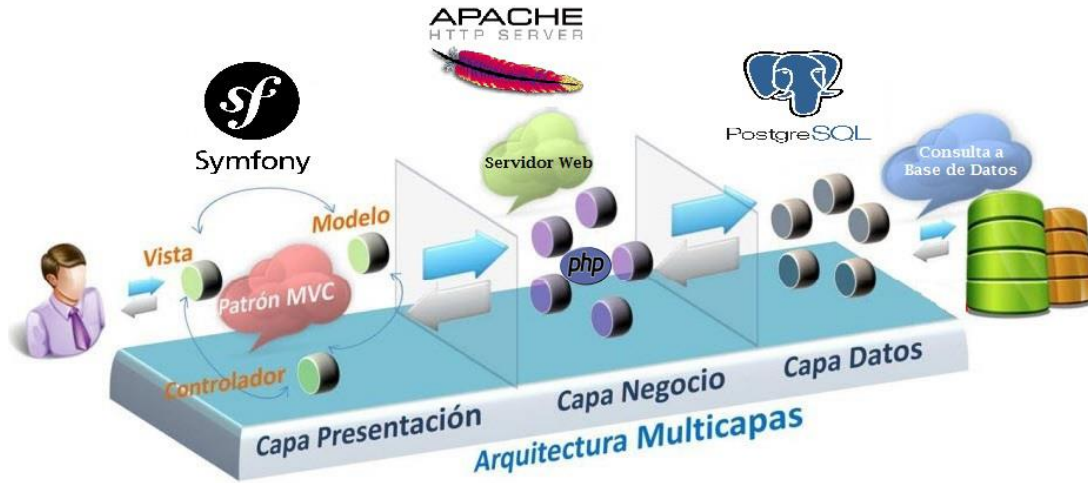 APACHE
HTTP SERVER
sf
Symfony
PostgreSQL
Servidor Web
Consulta a
Base de Datos
Modelo
Vista
php
Patrón MVC
Controlador
Capa Presentación
Capa Negocio
Capa Datos
Arquitectura Multicapas